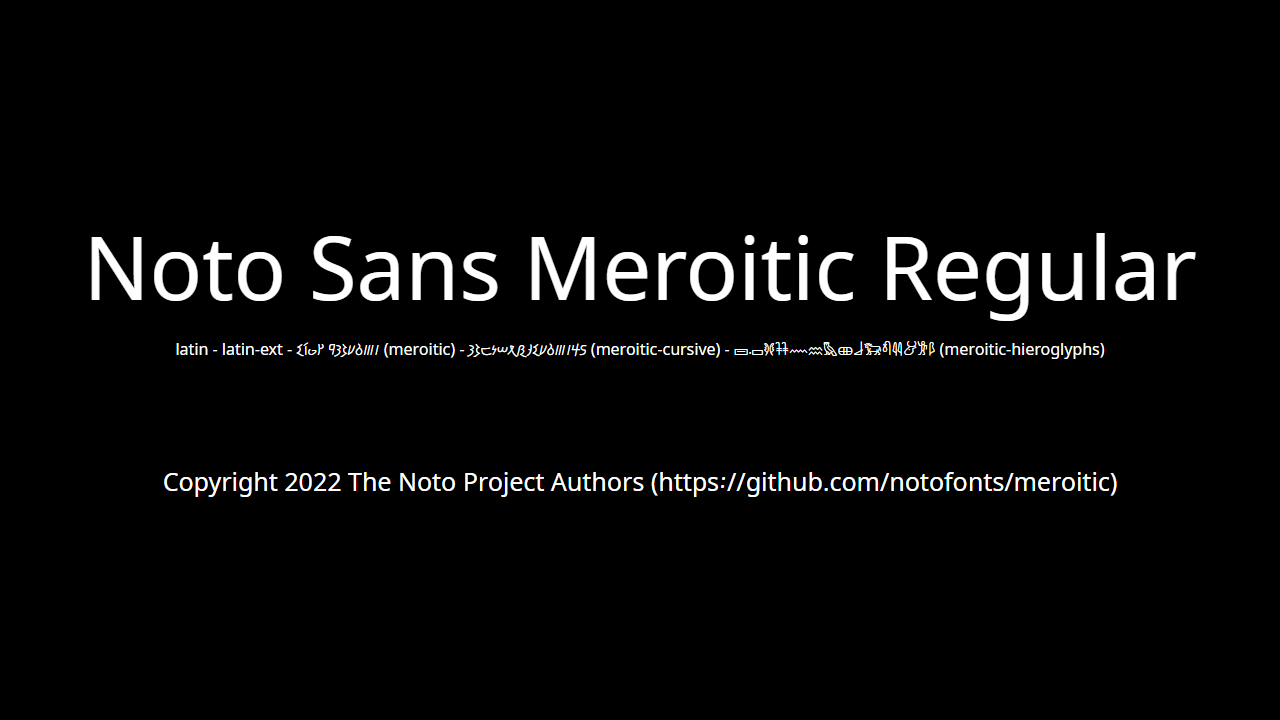 Noto Sans Meroitic Regular
latin - latin-ext - (meroitic) - (meroitic-cursive) - (meroitic-hieroglyphs)
Copyright 2022 The Noto Project Authors (https://github.com/notofonts/meroitic)